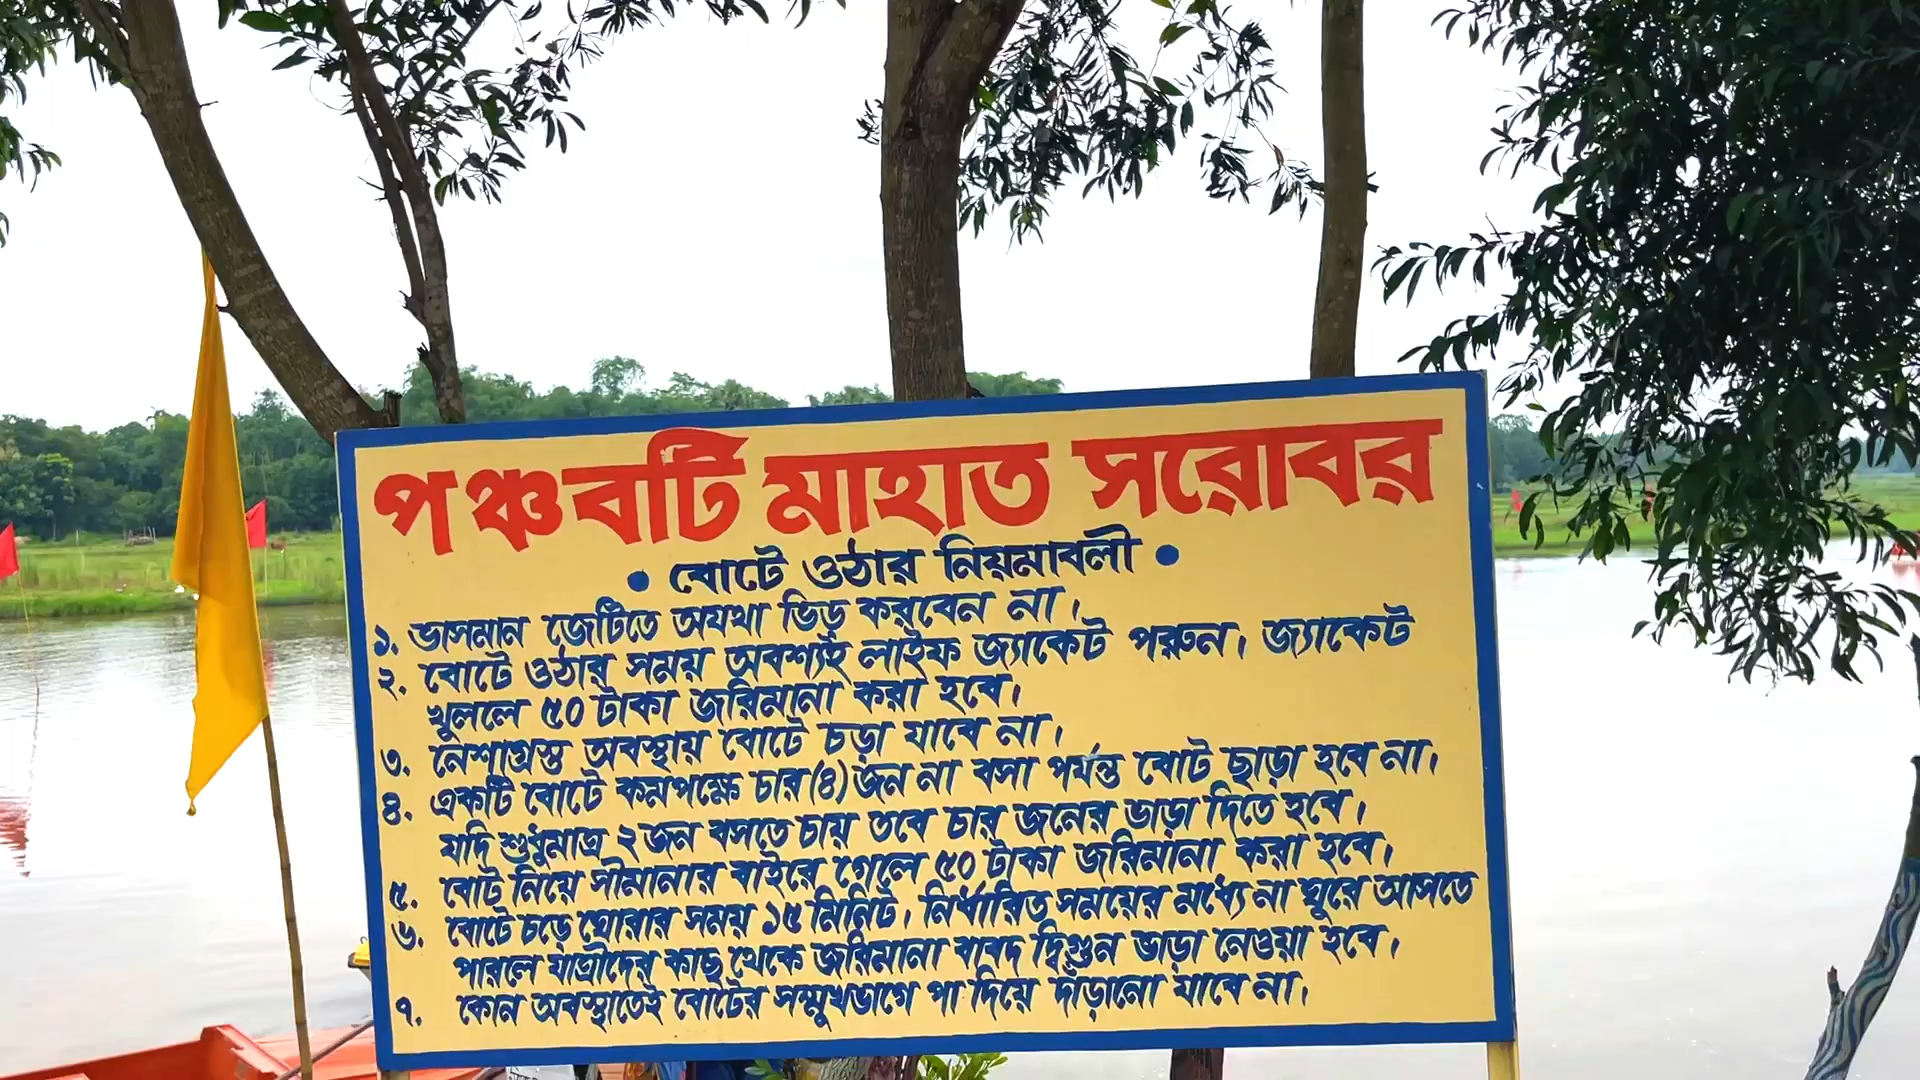 পঞ্চবটি মাহাত সরোবর
• বোটে ওঠার নিয়মাবলী •
১. ভাসমান জেটিতে অযথা ভিড় করবেন না।
২. বোটে ওঠার সময় অবশ্যই লাইফ জ্যাকেট পরুন। জ্যাকেট
খুললে ৫০ টাকা জরিমানা করা হবে।
৩. নেশাগ্রস্ত অবস্থায় বোটে চড়া যাবে না।
৪. একটি বোটে কমপক্ষে চার(৪)জন না বসা পর্যন্ত বোট ছাড়া হবে না।
যদি শুধুমাত্র ২জন বসতে চায় তবে চার জনের ভাড়া দিতে হবে।
৫. বোট নিয়ে সীমানার বাইরে গেলে ৫০ টাকা জরিমানা করা হবে।
৬. বোটে চড়ে ঘোরার সময় ১৫ মিনিট। নির্ধারিত সময়ের মধ্যে না ঘুরে আসতে
পারলে যাত্রীদের কাছ থেকে জরিমানা বাবদ দ্বিগুন ভাড়া নেওয়া হবে।
৭. কোন অবস্থাতেই বোটের সম্মুখভাগে পা দিয়ে দাঁড়ানো যাবে না।